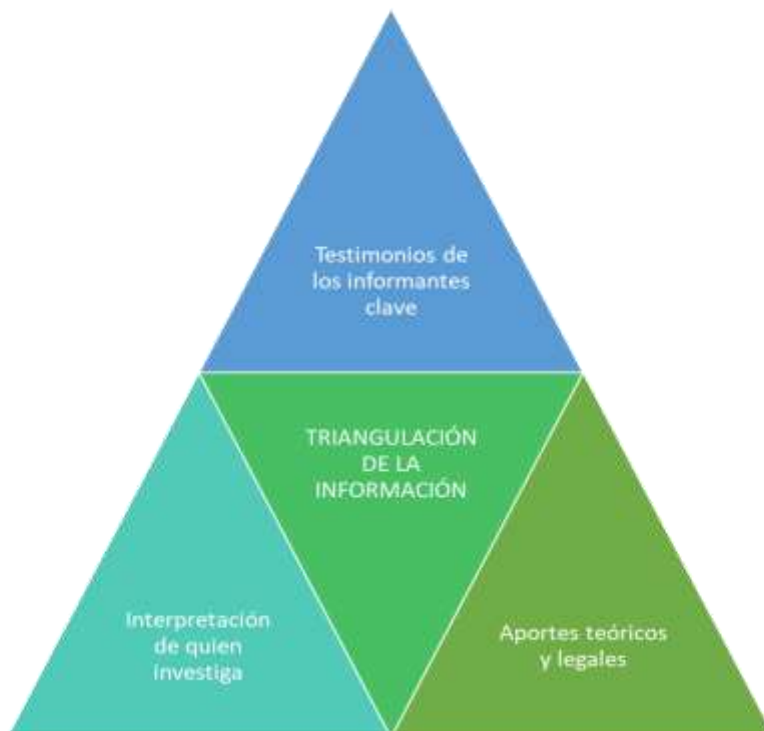 Testimonios de
los informantes
clave
TRIANGULACIÓN
DE LA
INFORMACIÓN
Interpretación
de quien
investiga
Aportes teóricos
y legales